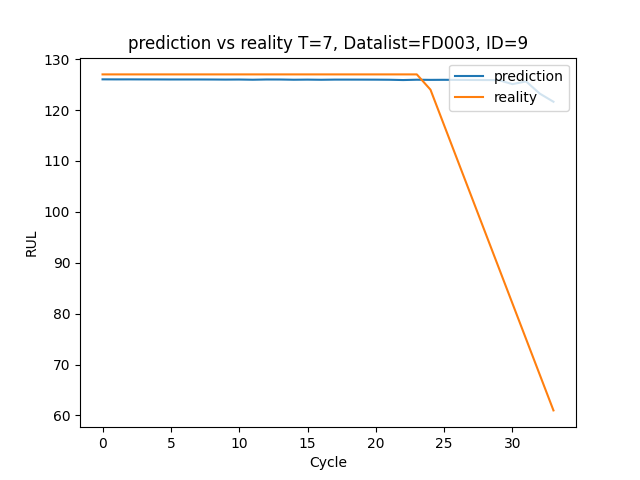 prediction vs reality T=7, Datalist=FD003, ID=9
prediction
reality
130
120
110
100
90
80
70
60
RUL
0 5 10 15 20 25 30
Cycle